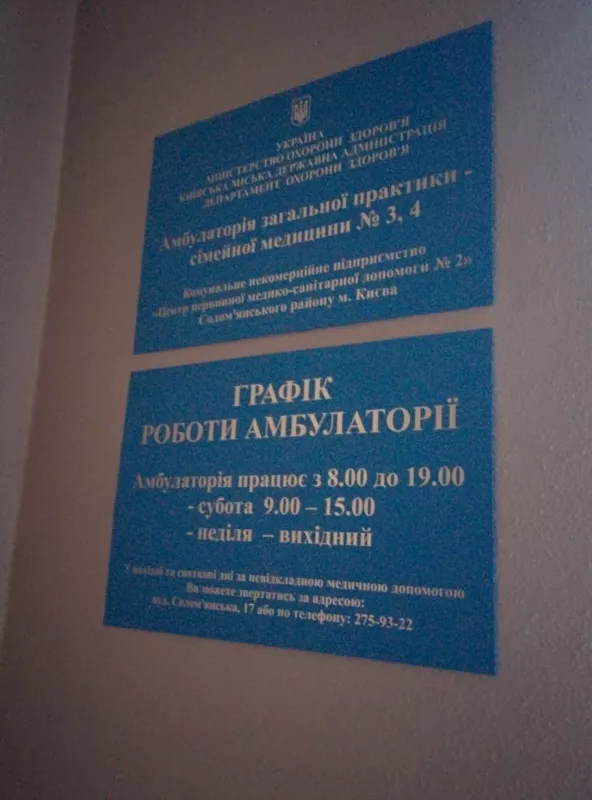 УКРАЇНА
МІНІСТЕРСТВО ОХОРОНИ ЗДОРОВ'Я
КИЇВСЬКА МІСЬКА ДЕРЖАВНА АДМІНІСТРАЦІЯ
ДЕПАРТАМЕНТ ОХОРОНИ ЗДОРОВ'Я
Амбулаторія загальної практики -
сімейної медицини № 3, 4
Комунальне некомерційне підприємство
«Центр первинної медико-санітарної допомоги № 2»
Солом'янського району м. Києва
ГРАФІК
РОБОТИ АМБУЛАТОРІЇ
Амбулаторія працює з 8.00 до 19.00
- субота 9.00 – 15.00
- неділя – вихідний
У вихідні та святкові дні за невідкладною медичною допомогою
Ви можете звертатись за адресою:
вул. Солом'янська, 17 або по телефону: 275-93-22